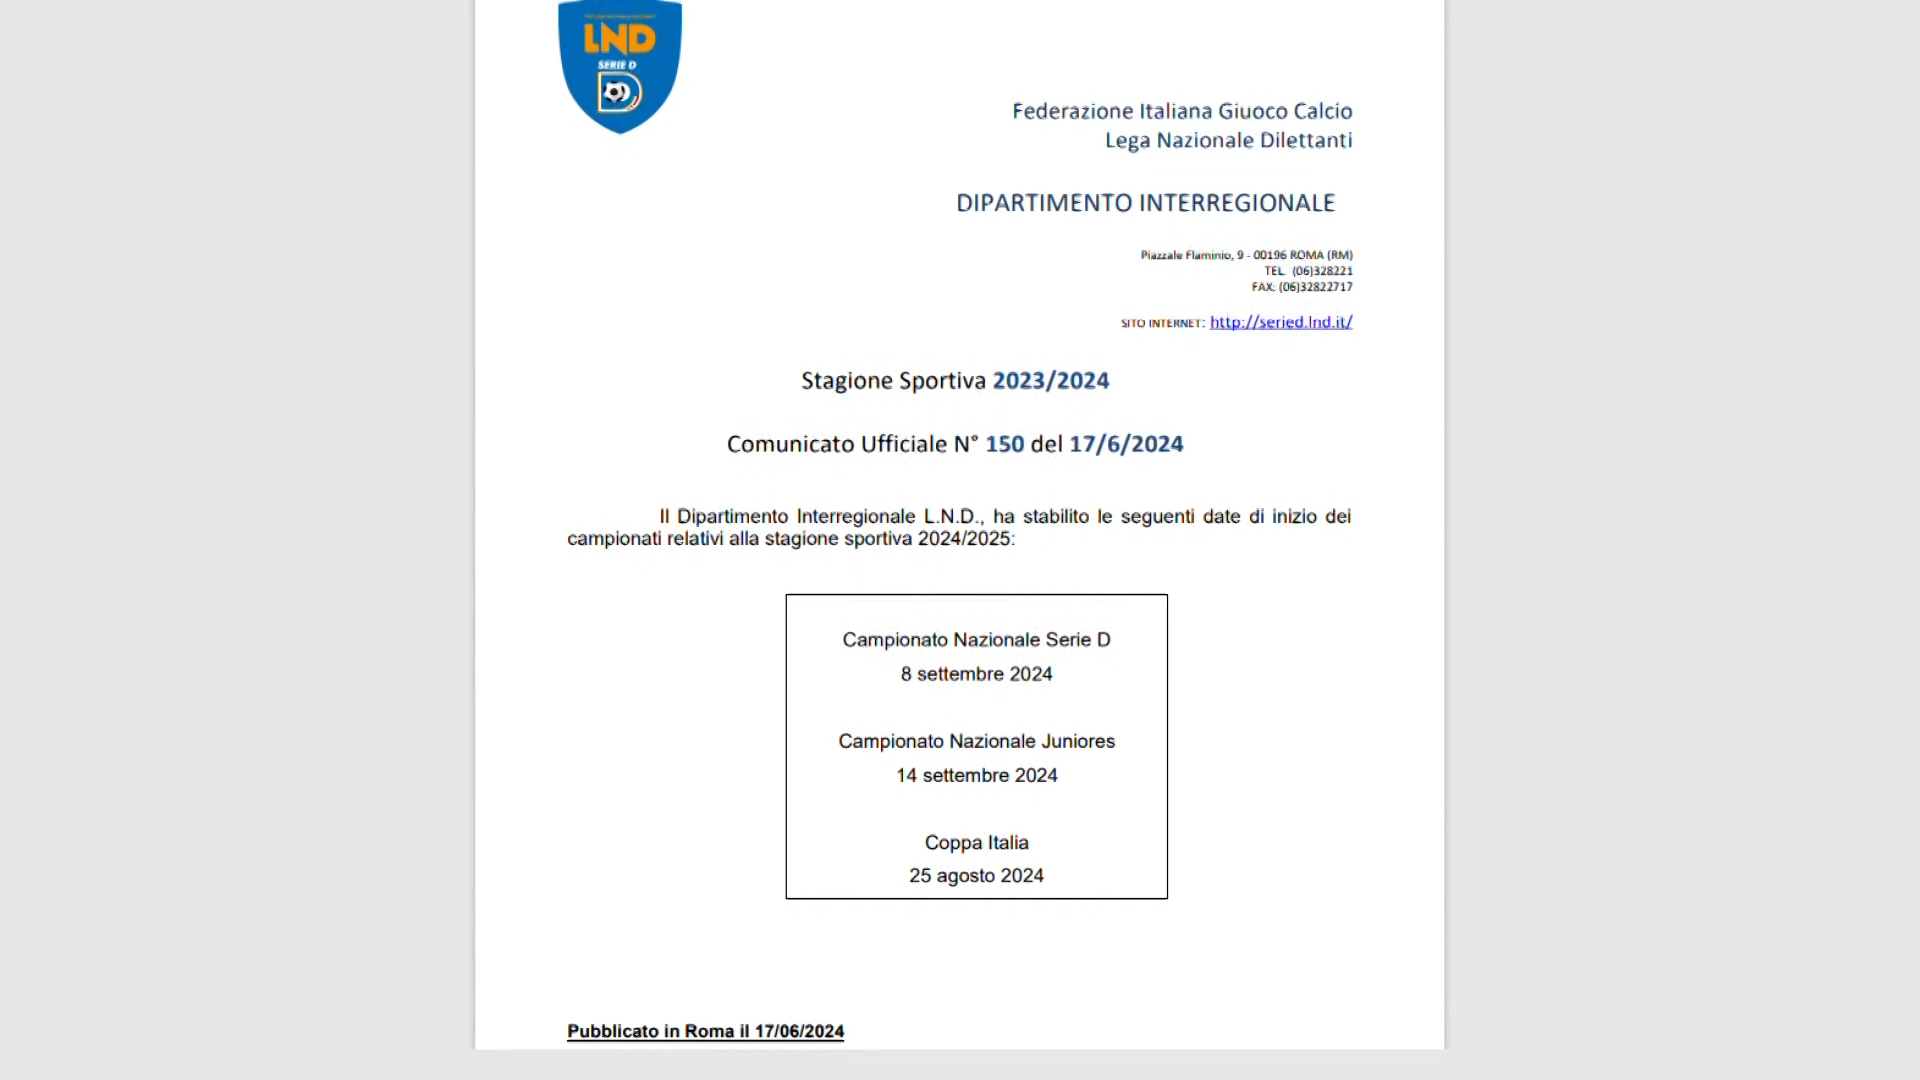 LND
SERIE D
Federazione Italiana Giuoco Calcio
Lega Nazionale Dilettanti
DIPARTIMENTO INTERREGIONALE
Piazzale Flaminio, 9 - 00196 ROMA (RM)
TEL. (06)328221
FAX: (06)32822717
SITO INTERNET: http://seried.lnd.it/
Stagione Sportiva 2023/2024
Comunicato Ufficiale N° 150 del 17/6/2024
Il Dipartimento Interregionale L.N.D., ha stabilito le seguenti date di inizio dei
campionati relativi alla stagione sportiva 2024/2025:
Campionato Nazionale Serie D
8 settembre 2024
Campionato Nazionale Juniores
14 settembre 2024
Coppa Italia
25 agosto 2024
Pubblicato in Roma il 17/06/2024